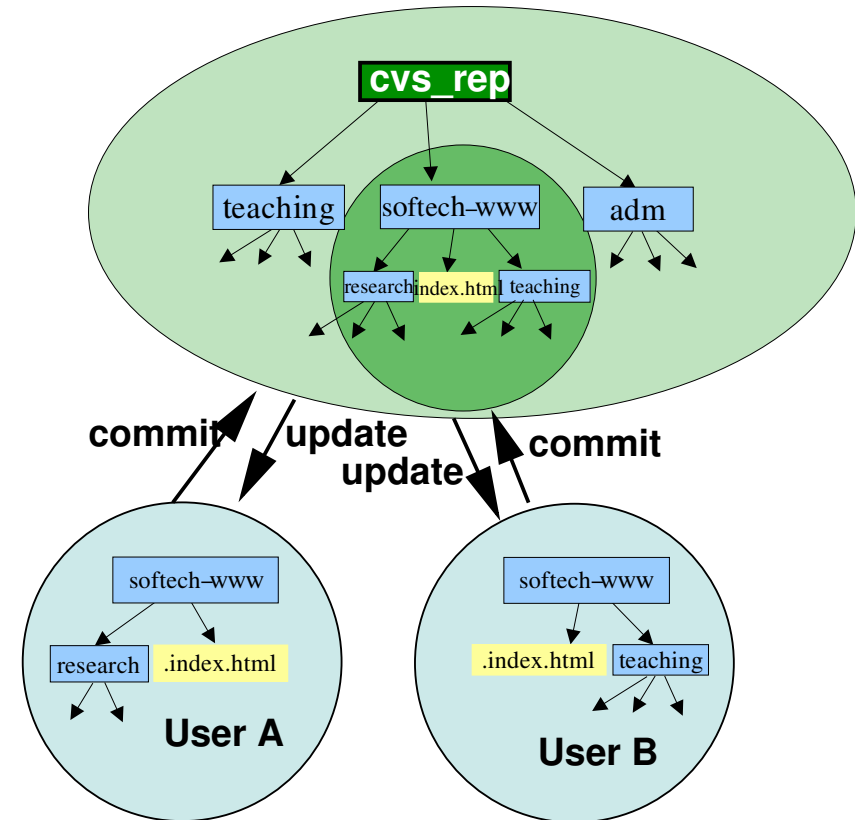 cvs_rep
teaching softech–www adm
research index.html teaching
commit update update commit
softech–www
research .index.html
User A
softech–www
.index.html teaching
User B